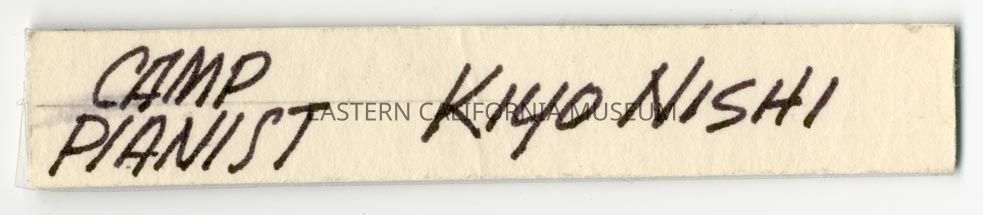 CAMP
PIANIST
KIYO NISHI
EASTERN CALIFORNIA MUSEUM